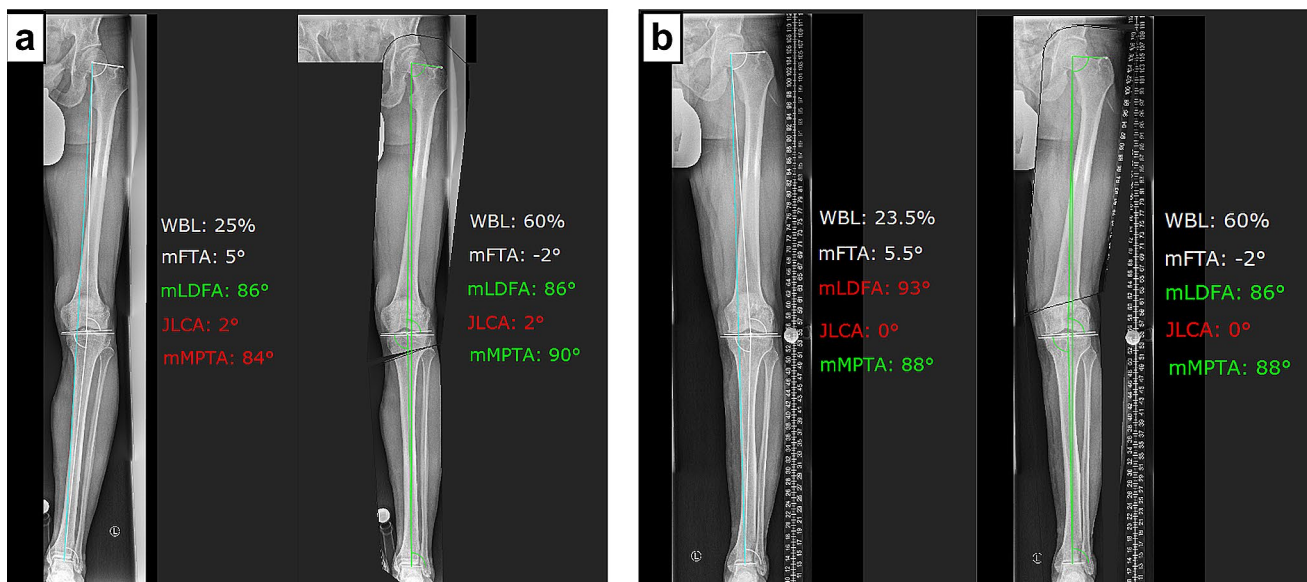 a
WBL: 25%
mFTA: 5°
mLDFA: 86°
JLCA: 2°
mMPTA: 84°
L
WBL: 60%
mFTA: -2°
mLDFA: 86°
JLCA: 2°
mMPTA: 90°
b
WBL: 23.5%
mFTA: 5.5°
mLDFA: 93°
JLCA: 0°
mMPTA: 88°
L
WBL: 60%
mFTA: -2°
mLDFA: 86°
JLCA: 0°
mMPTA: 88°
L